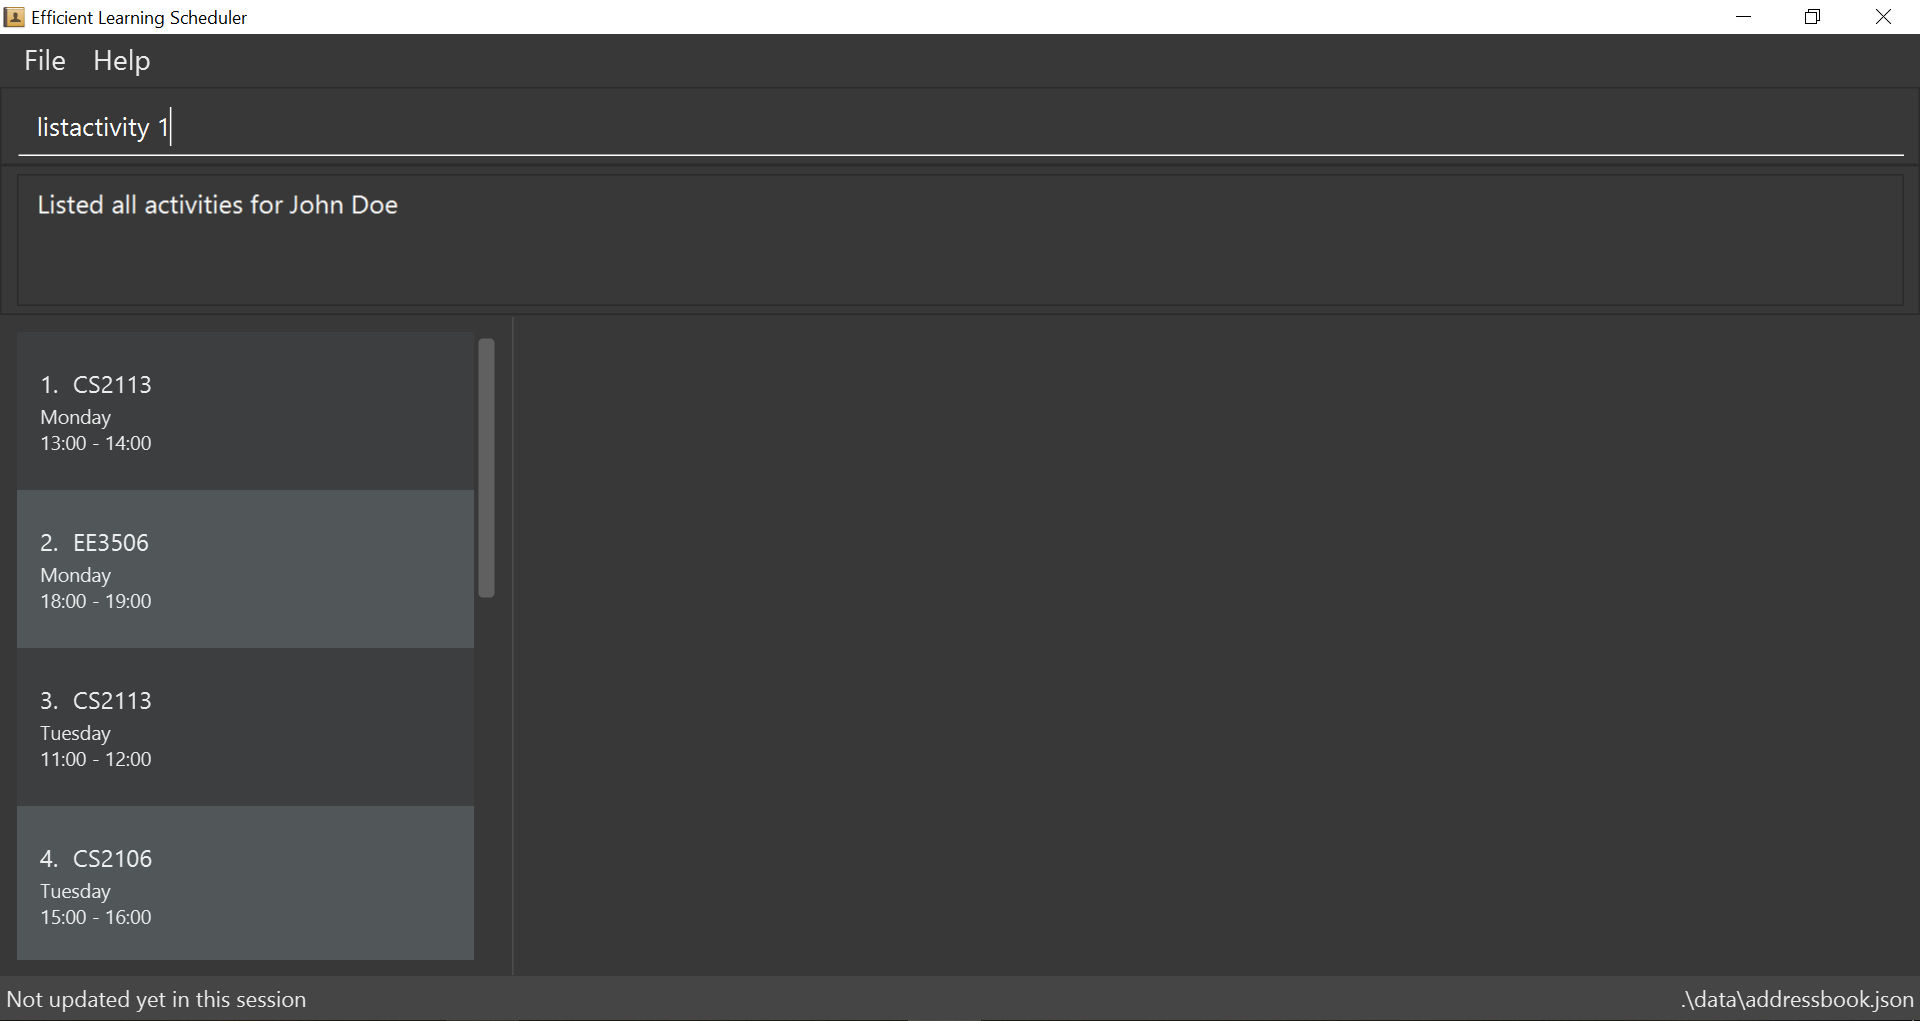 Efficient Learning Scheduler
File Help
listactivity 1
Listed all activities for John Doe
1. CS2113
Monday
13:00 - 14:00
2. EE3506
Monday
18:00 - 19:00
3. CS2113
Tuesday
11:00 - 12:00
4. CS2106
Tuesday
15:00 - 16:00
Not updated yet in this session
.\data\addressbook.json